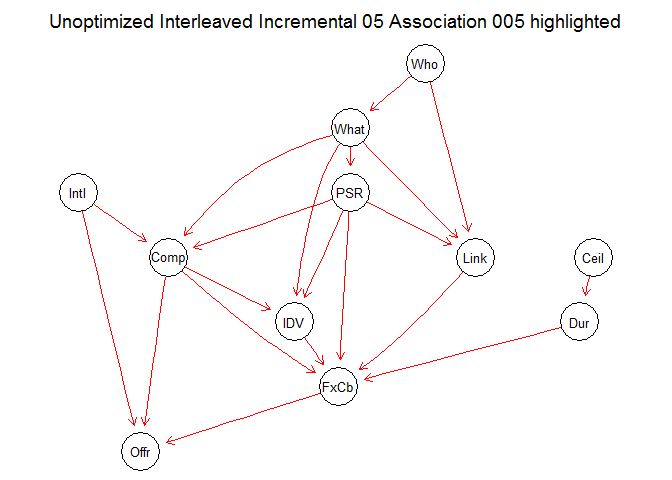 Unoptimized Interleaved Incremental 05 Association 005 highlighted
Who
What
Intl
PSR
Comp
Link
Ceil
IDV
Dur
FxCb
Offr